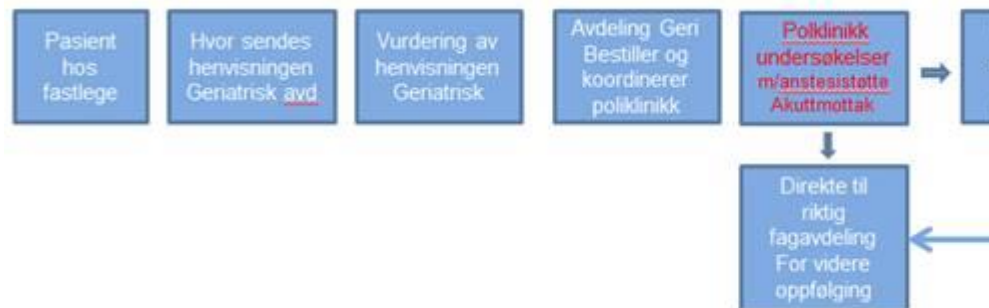 Pasient
hos
fastlege
Hvor sendes
henvisningen
Geriatrisk avd
Vurdering av
henvisningen
Geriatrisk
Avdeling Geri
Bestiller og
koordinerer
poliklinikk
Polklinikk
undersøkelser
m/anstesistøtte
Akuttmottak
Direkte til
riktig
fagavdeling
For videre
oppfølging